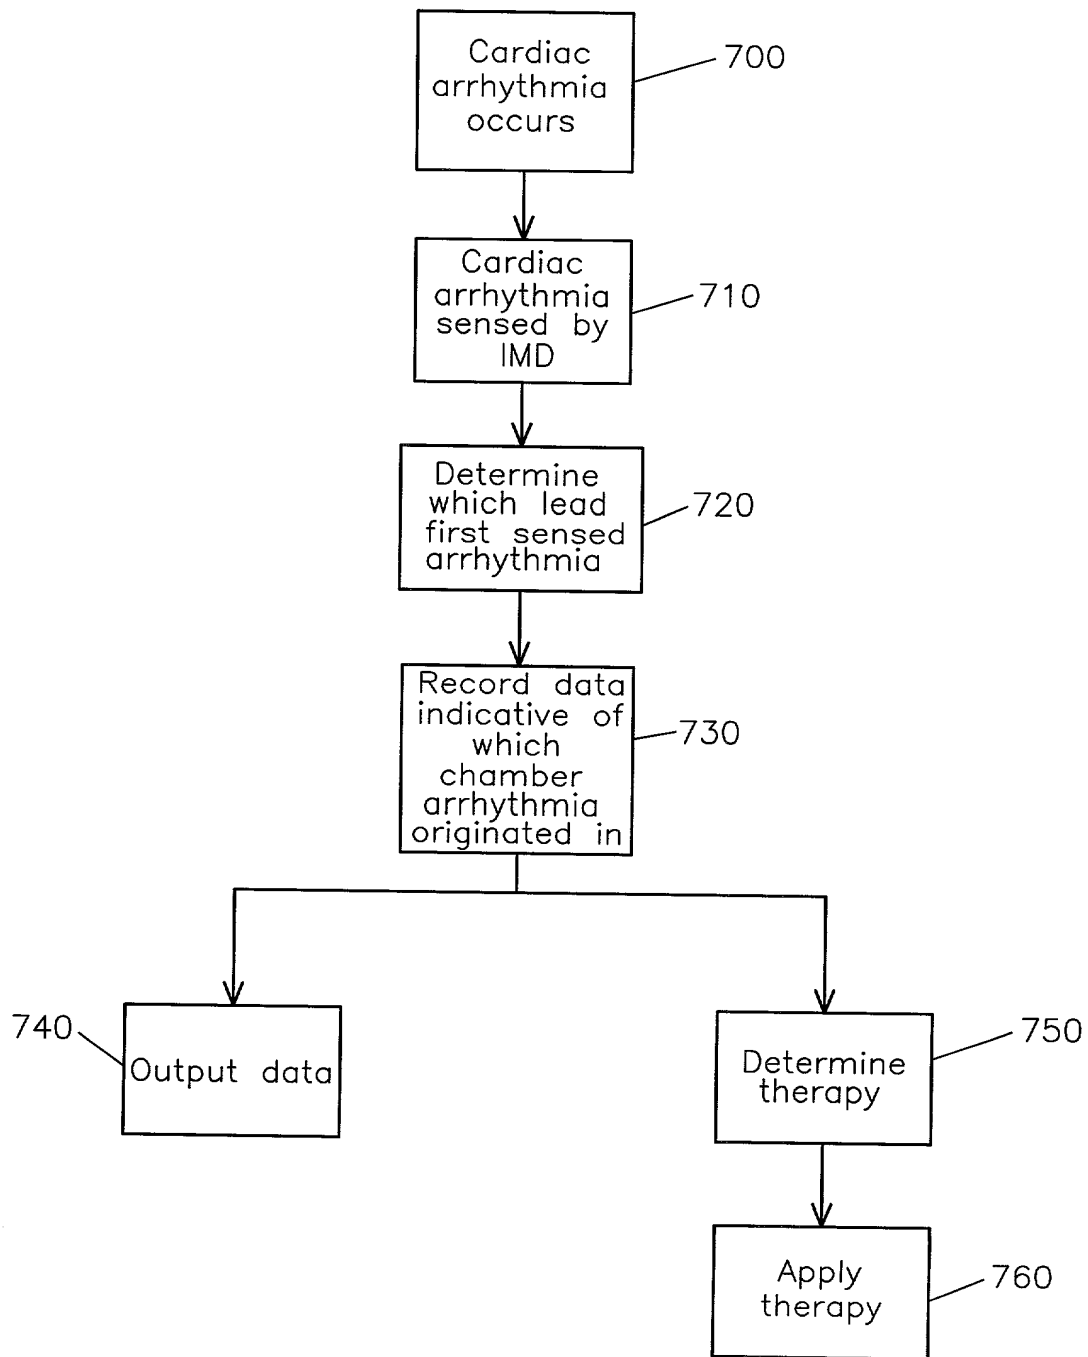 Cardiac
arrhythmia
occurs
700
Cardiac
arrhythmia
sensed by
IMD
710
Determine
which lead
first sensed
arrhythmia
720
Record data
indicative of
which
chamber
arrhythmia
originated in
730
740
Output data
Determine
therapy
750
Apply
therapy
760